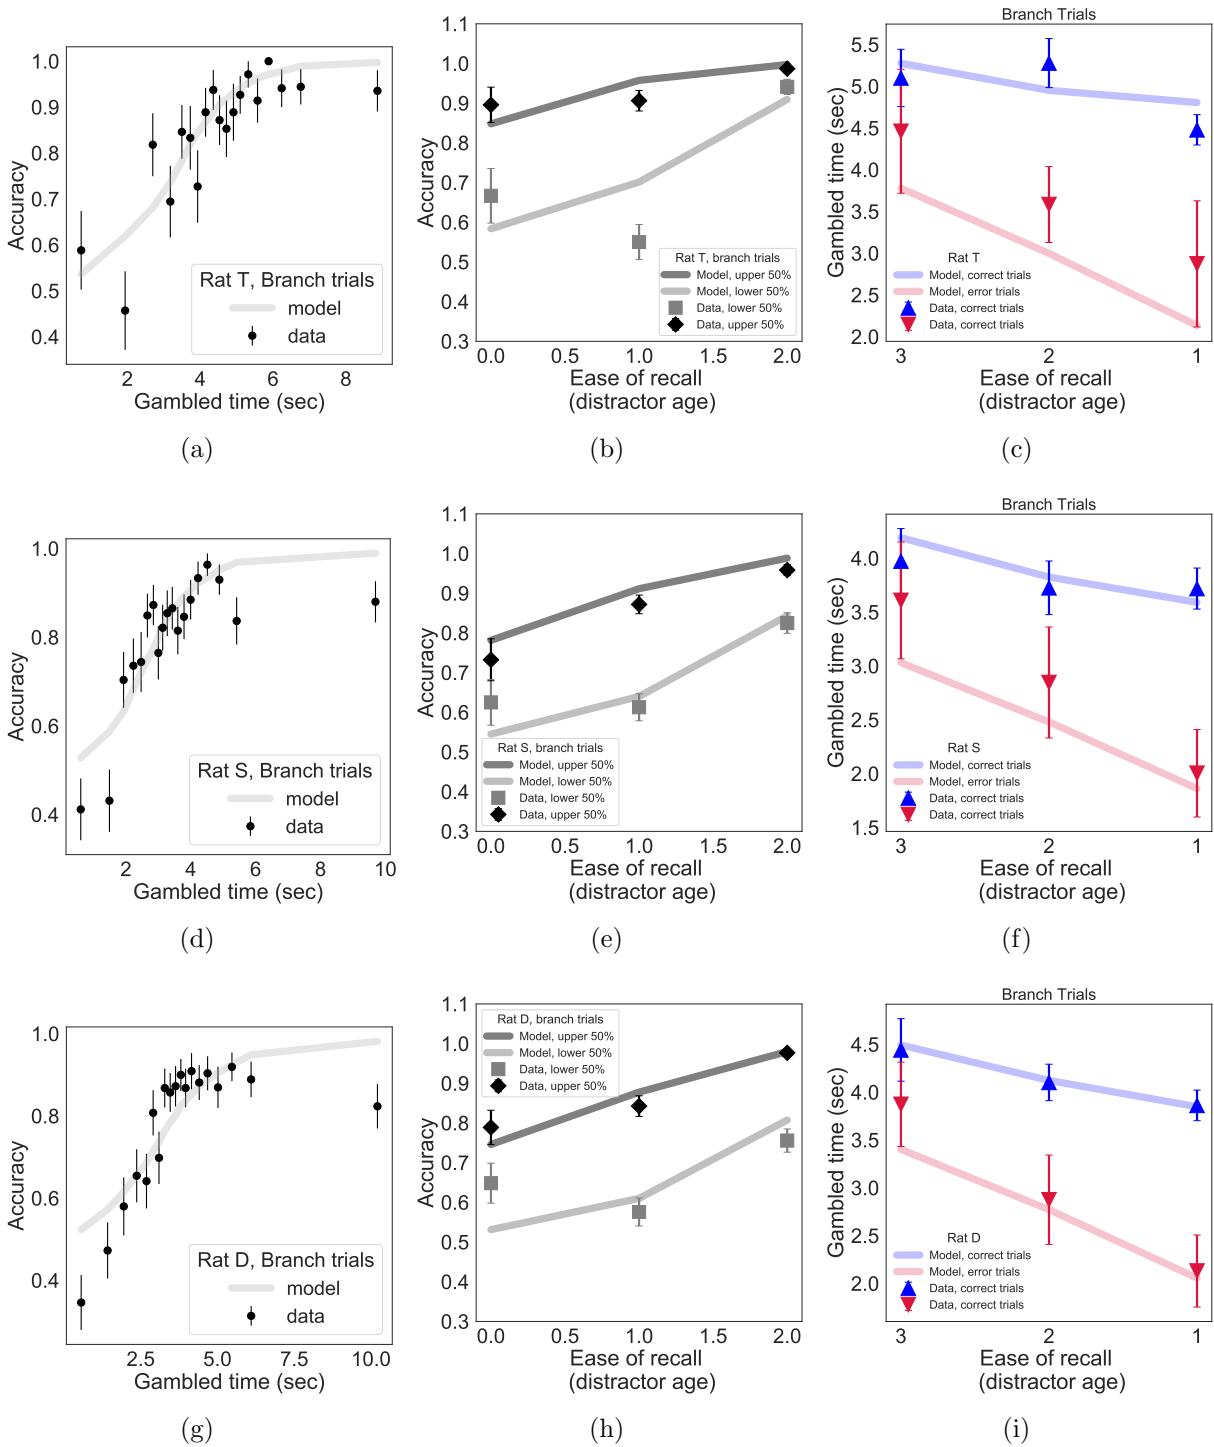 1.0
0.9
0.8
0.7
0.6
0.5
0.4
Accuracy
2 4 6 8
Gambled time (sec)
Rat T, Branch trials
model
data
(a)
1.1
1.0
0.9
0.8
0.7
0.6
0.5
0.4
0.3
Accuracy
0.0 0.5 1.0 1.5 2.0
Ease of recall
(distractor age)
Rat T, branch trials
Model, upper 50%
Model, lower 50%
Data, lower 50%
Data, upper 50%
(b)
Branch Trials
5.5
5.0
4.5
4.0
3.5
3.0
2.5
2.0
Gambled time (sec)
3 2 1
Ease of recall
(distractor age)
Rat T
Model, correct trials
Model, error trials
Data, correct trials
Data, correct trials
(c)
1.0
0.8
0.6
0.4
Accuracy
2 4 6 8 10
Gambled time (sec)
Rat S, Branch trials
model
data
(d)
1.1
1.0
0.9
0.8
0.7
0.6
0.5
0.4
0.3
Accuracy
0.0 0.5 1.0 1.5 2.0
Ease of recall
(distractor age)
Rat S, branch trials
Model, upper 50%
Model, lower 50%
Data, lower 50%
Data, upper 50%
(e)
Branch Trials
4.0
3.5
3.0
2.5
2.0
1.5
Gambled time (sec)
3 2 1
Ease of recall
(distractor age)
Rat S
Model, correct trials
Model, error trials
Data, correct trials
Data, correct trials
(f)
1.0
0.8
0.6
0.4
Accuracy
2.5 5.0 7.5 10.0
Gambled time (sec)
Rat D, Branch trials
model
data
(g)
1.1
1.0
0.9
0.8
0.7
0.6
0.5
0.4
0.3
Accuracy
0.0 0.5 1.0 1.5 2.0
Ease of recall
(distractor age)
Rat D, branch trials
Model, upper 50%
Model, lower 50%
Data, lower 50%
Data, upper 50%
(h)
Branch Trials
4.5
4.0
3.5
3.0
2.5
2.0
Gambled time (sec)
3 2 1
Ease of recall
(distractor age)
Rat D
Model, correct trials
Model, error trials
Data, correct trials
Data, correct trials
(i)